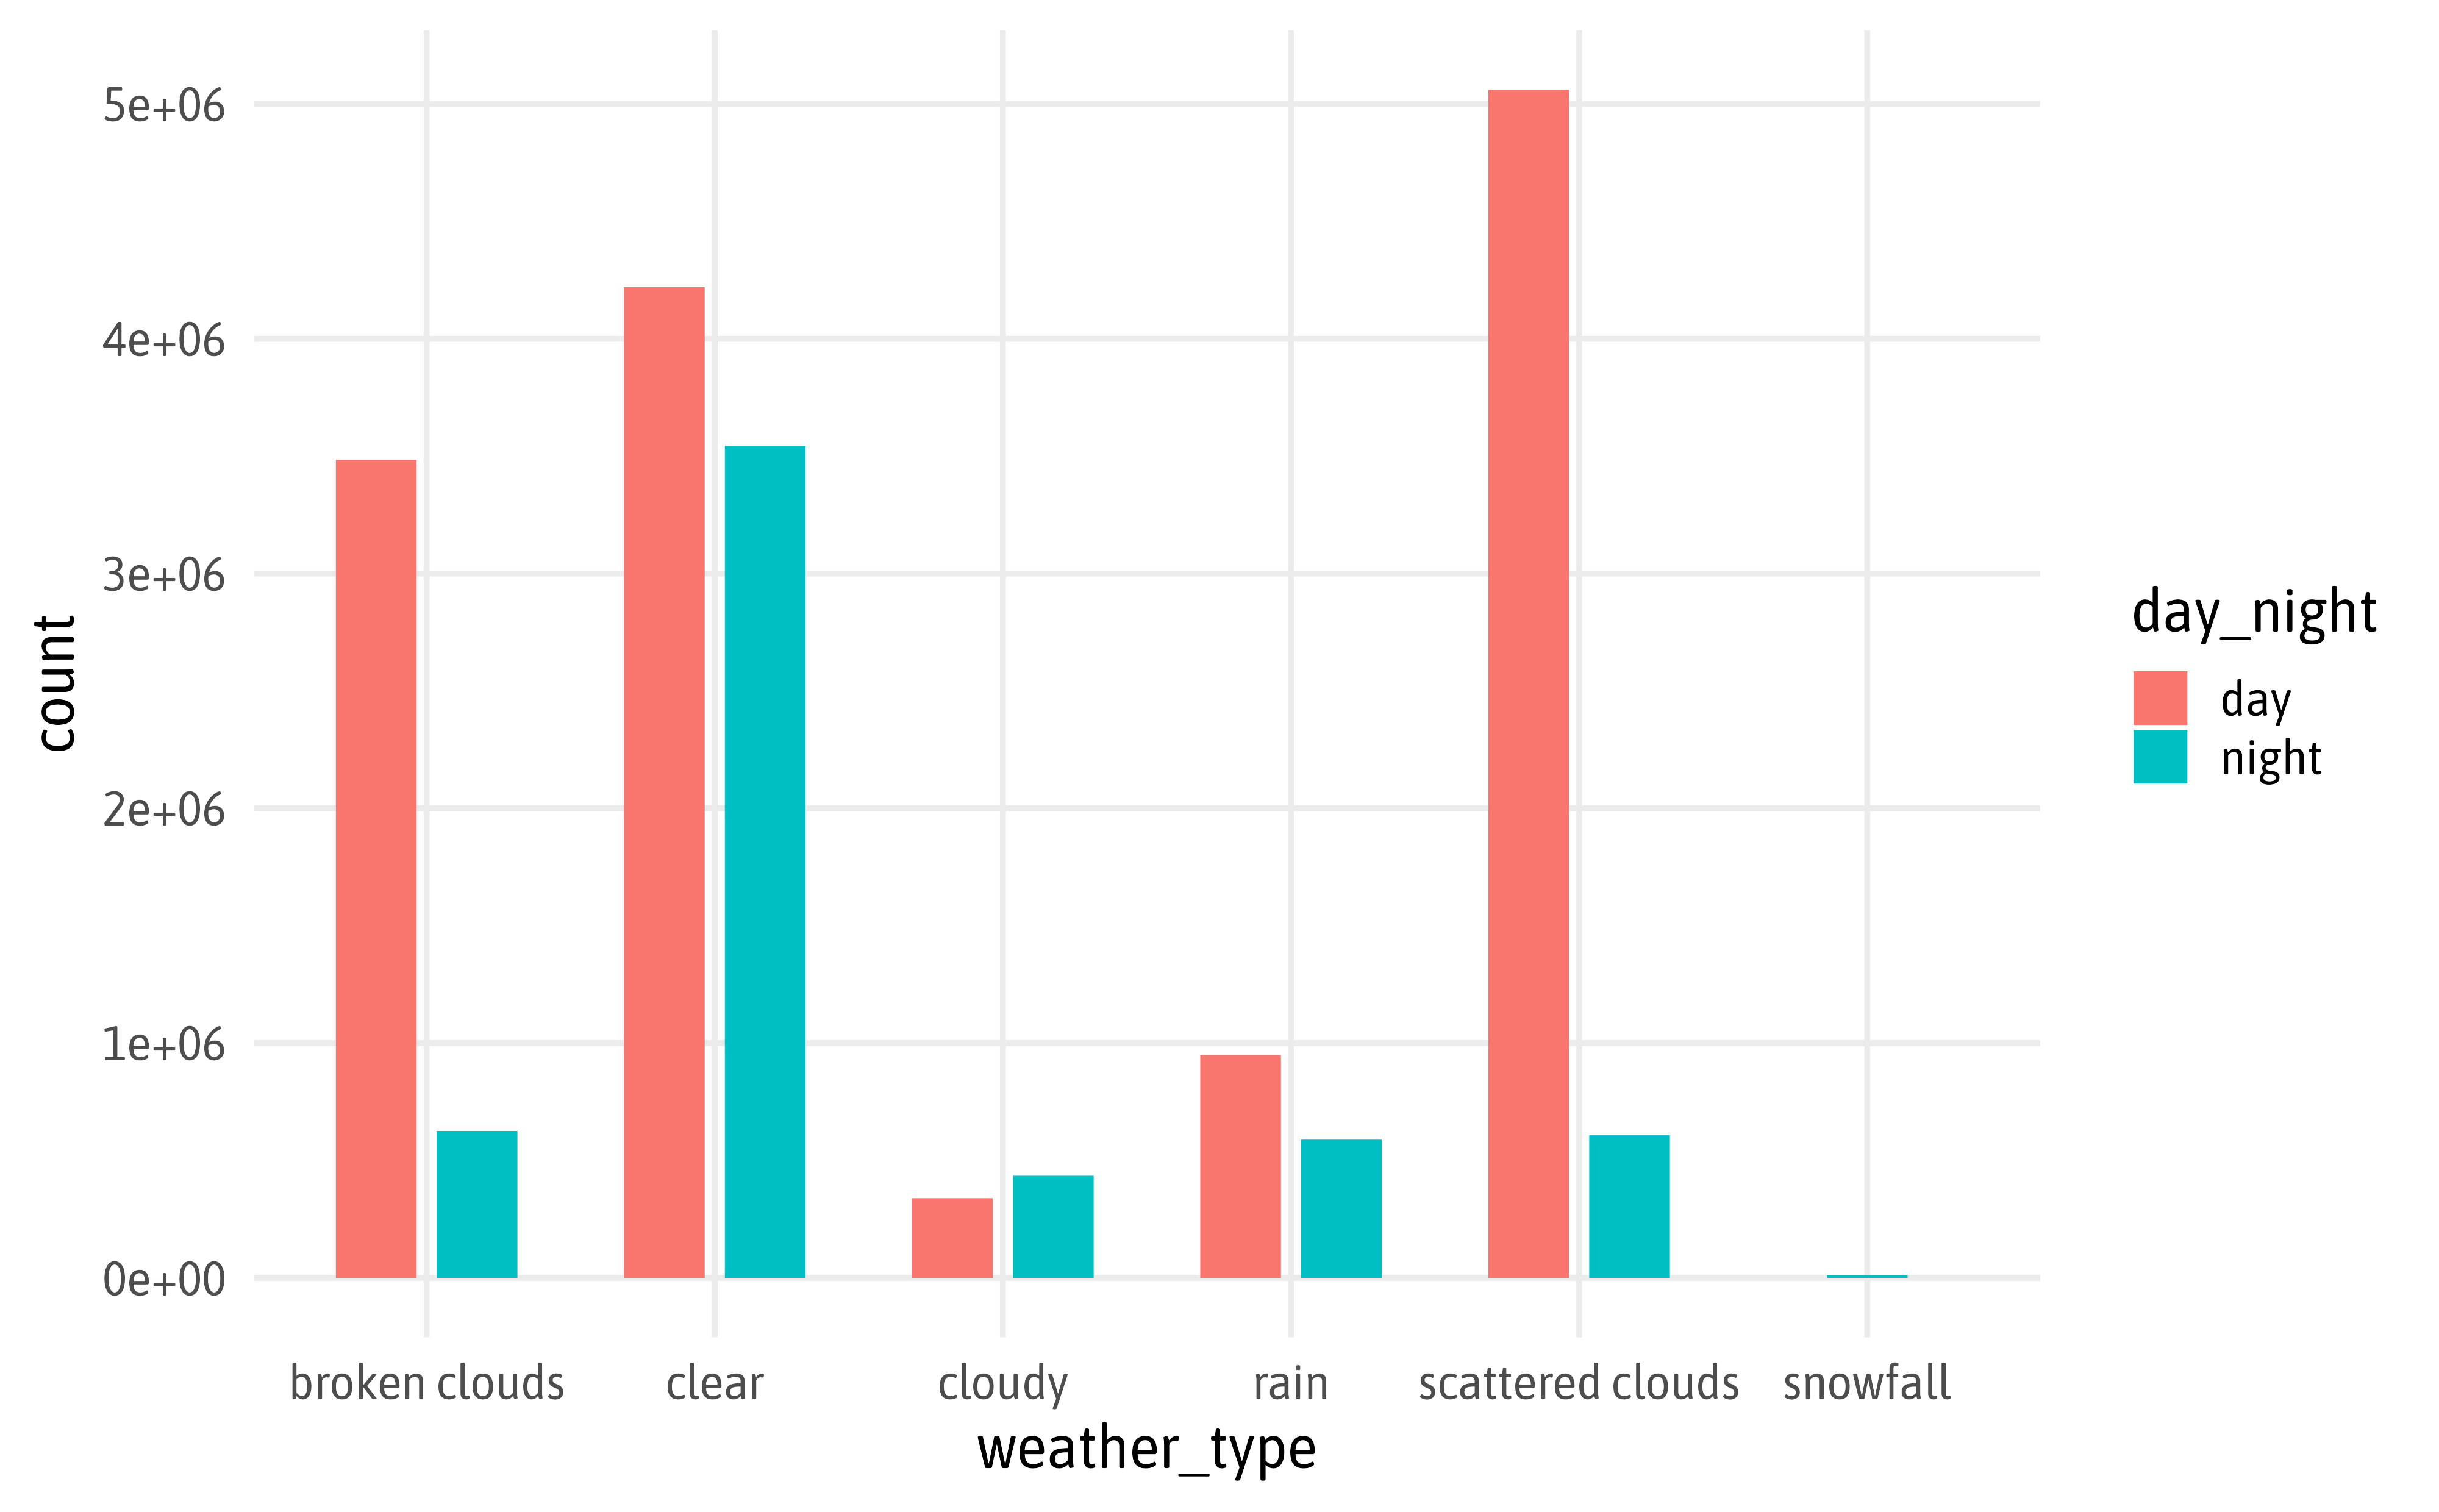 5e+06
4e+06
3e+06
2e+06
1e+06
0e+00
count
broken clouds clear cloudy rain scattered clouds snowfall
weather_type
day_night
day
night